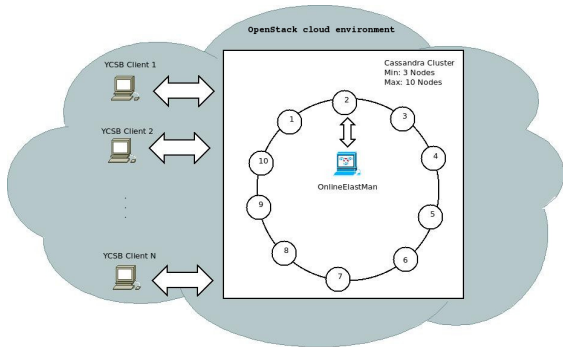 OpenStack cloud environment
YCSB Client 1
YCSB Client 2
.
.
.
YCSB Client N
Cassandra Cluster
Min: 3 Nodes
Max: 10 Nodes
1
2
3
4
5
6
7
8
9
10
OnlineElastMan